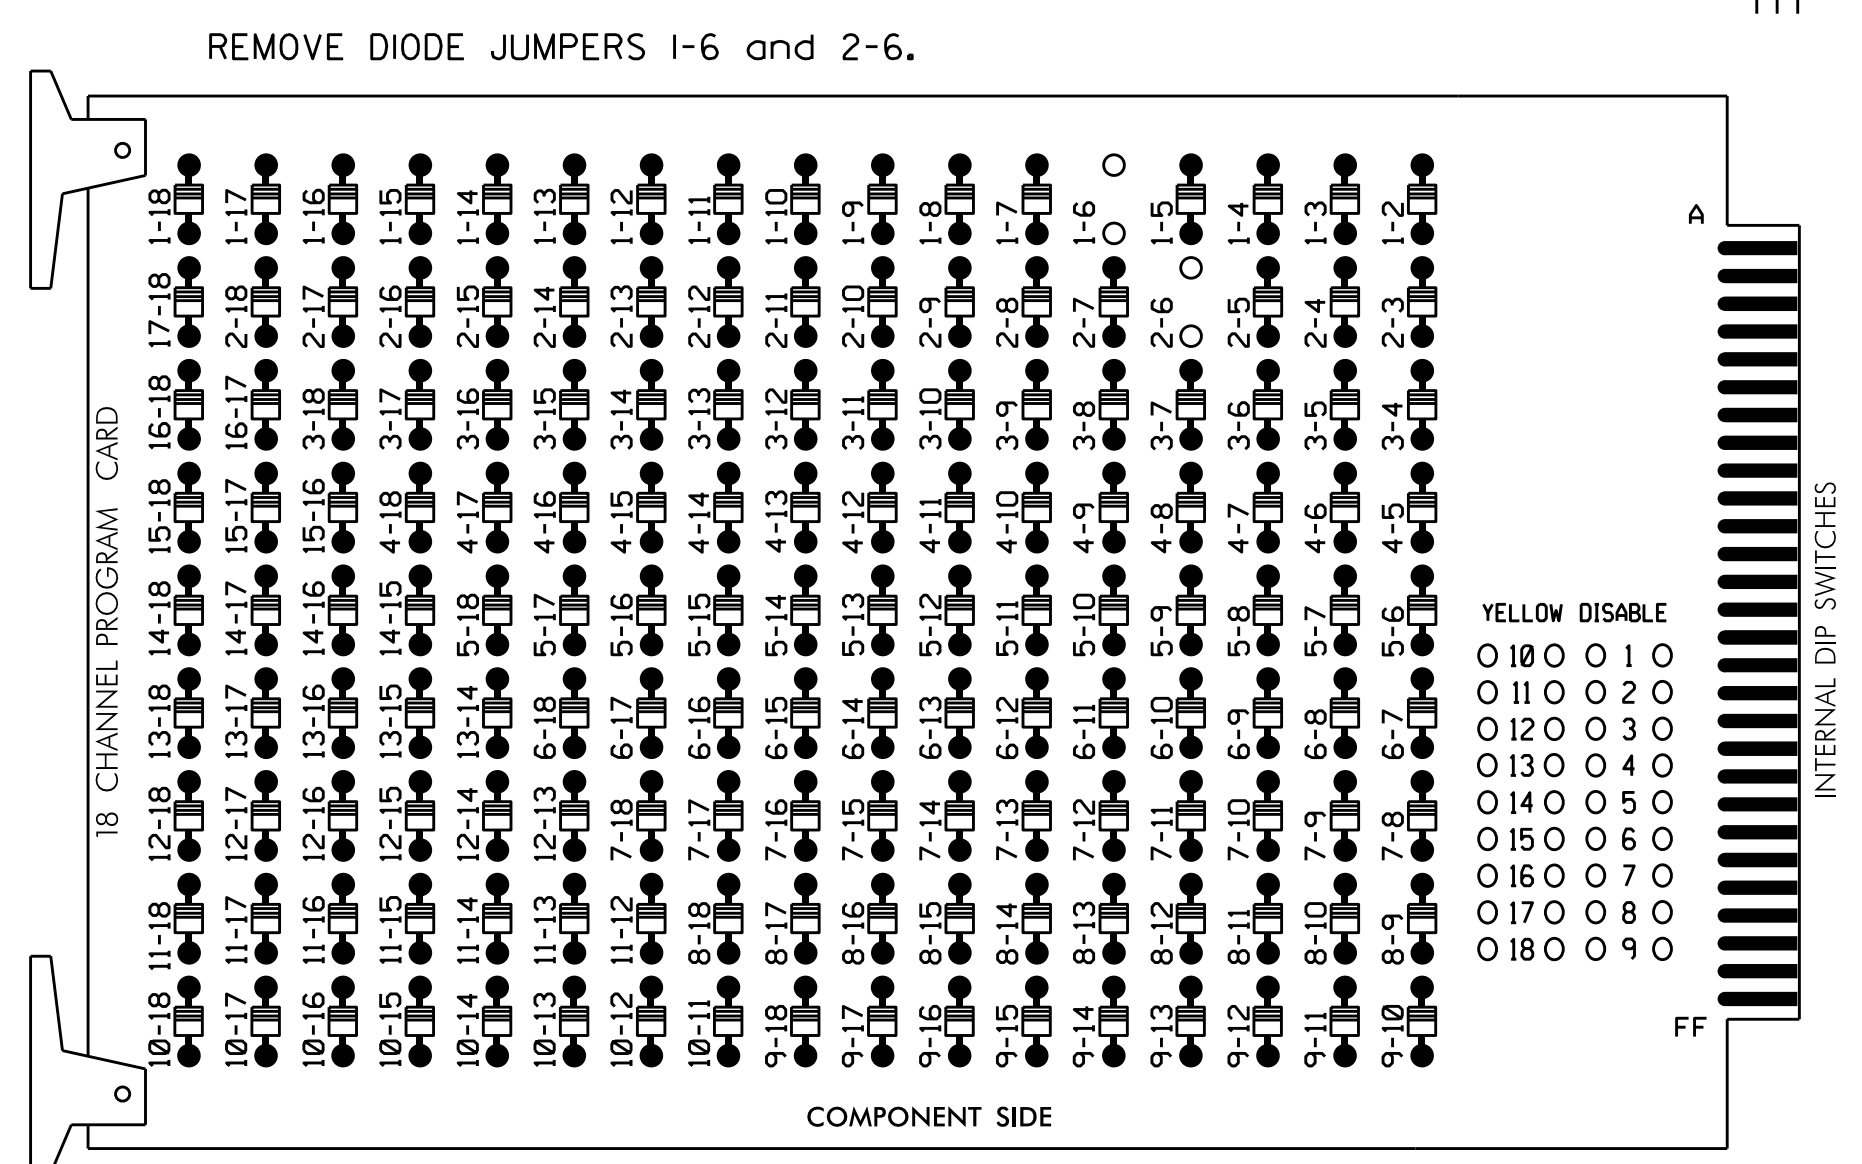 REMOVE DIODE JUMPERS 1-6 and 2-6.
1-18 1-17 1-16 1-15 1-14 1-13 1-12 1-11 1-10 1-9 1-8 1-7 1-6 1-5 1-4 1-3 1-2
A
17-18 2-18 2-17 2-16 2-15 2-14 2-13 2-12 2-11 2-10 2-9 2-8 2-7 2-6 2-5 2-4 2-3
16-18 16-17 3-18 3-17 3-16 3-15 3-14 3-13 3-12 3-11 3-10 3-9 3-8 3-7 3-6 3-5 3-4
15-18 15-17 15-16 4-18 4-17 4-16 4-15 4-14 4-13 4-12 4-11 4-10 4-9 4-8 4-7 4-6 4-5
14-18 14-17 14-16 14-15 5-18 5-17 5-16 5-15 5-14 5-13 5-12 5-11 5-10 5-9 5-8 5-7 5-6
13-18 13-17 13-16 13-15 13-14 6-18 6-17 6-16 6-15 6-14 6-13 6-12 6-11 6-10 6-9 6-8 6-7
12-18 12-17 12-16 12-15 12-14 12-13 7-18 7-17 7-16 7-15 7-14 7-13 7-12 7-11 7-10 7-9 7-8
11-18 11-17 11-16 11-15 11-14 11-13 11-12 8-18 8-17 8-16 8-15 8-14 8-13 8-12 8-11 8-10 8-9
10-18 10-17 10-16 10-15 10-14 10-13 10-12 10-11 9-18 9-17 9-16 9-15 9-14 9-13 9-12 9-11 9-10
18 CHANNEL PROGRAM CARD
YELLOW DISABLE
10 1
11 2
12 3
13 4
14 5
15 6
16 7
17 8
18 9
FF
INTERNAL DIP SWITCHES
COMPONENT SIDE